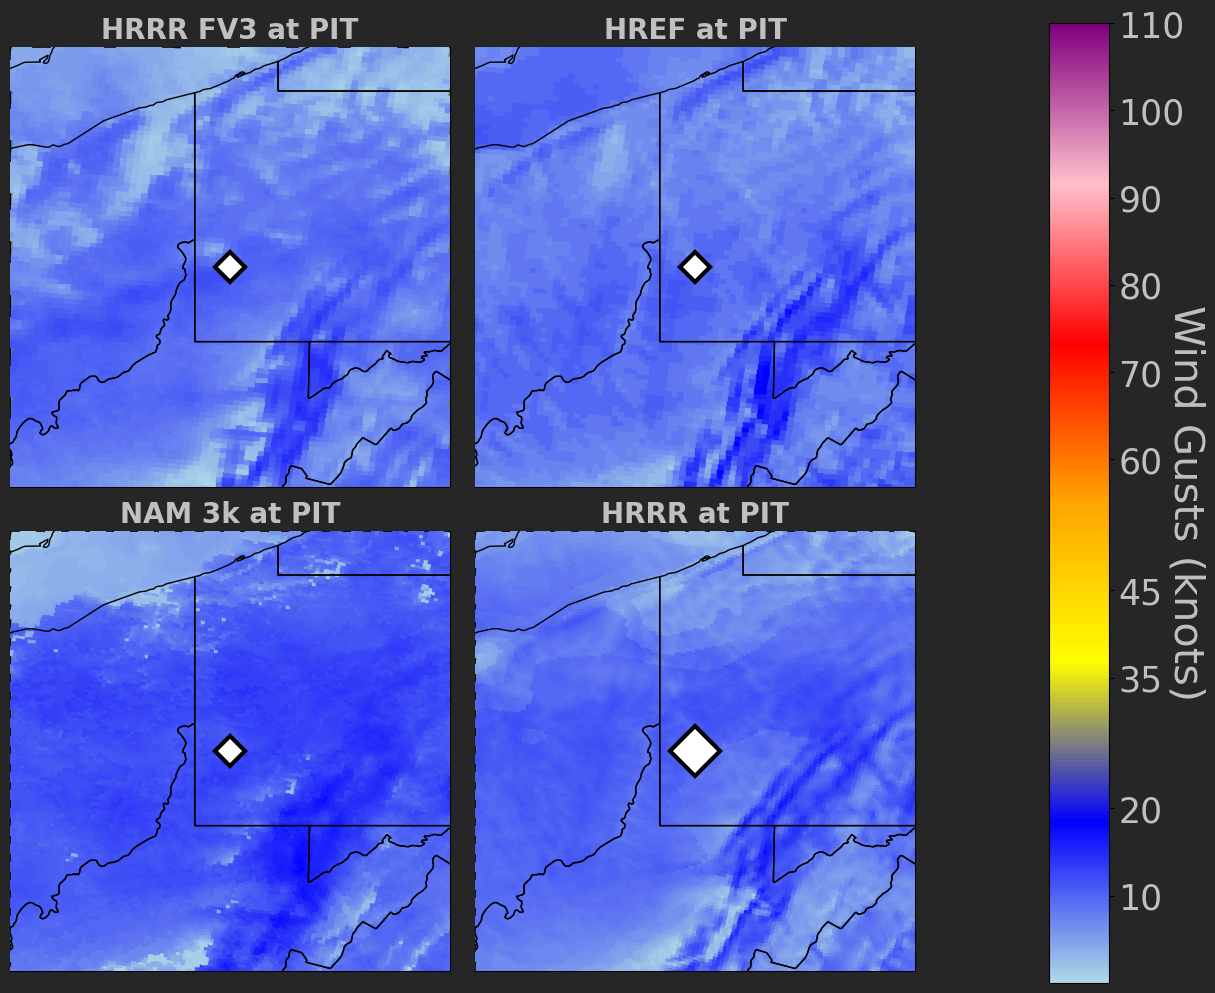 HRRR FV3 at PIT
HREF at PIT
NAM 3k at PIT
HRRR at PIT
110
100
90
80
70
60
45
35
20
10
Wind Gusts (knots)